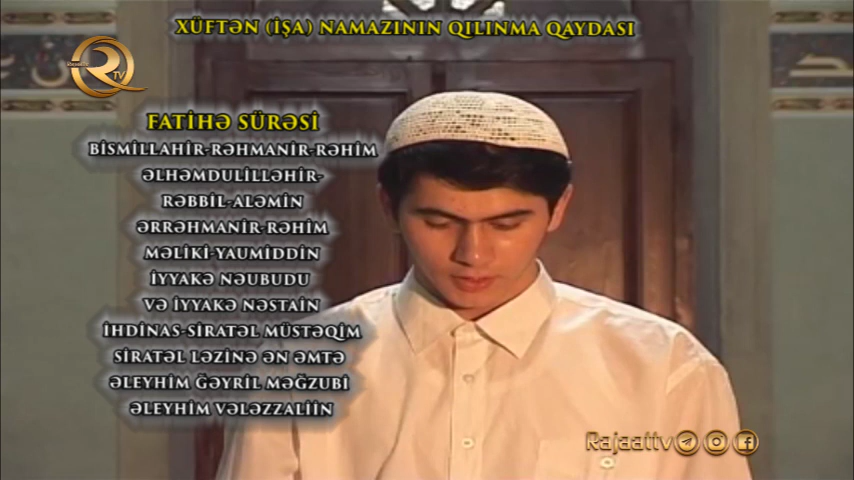 XÜFTƏN (İŞA) NAMAZININ QILINMA QAYDASI
TV
FATİHƏ SÜRƏSİ
BİSMİLLAHİR-RƏHMANİR-RƏHİM
ƏLHƏMDULİLLƏHİR-
RƏBBİL-ALƏMİN
ƏRRƏHMANİR-RƏHİM
MƏLİKİ-YAUMİDDİN
İYYAKƏ NƏUBUDU
VƏ İYYAKƏ NƏSTAİN
İHDİNAS-SİRATƏL MÜSTƏQİM
SİRATƏL LƏZİNƏ ƏN ƏMTƏ
ƏLEYHİM ĞƏYRİL MƏĞZUBİ
ƏLEYHİM VƏLƏZZALİİN
Rajaattv